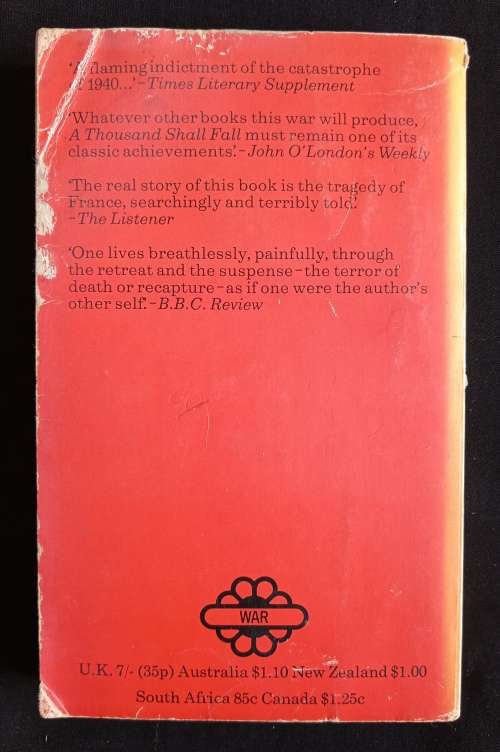 'A flaming indictment of the catastrophe
of 1940...' – Times Literary Supplement
'Whatever other books this war will produce,
A Thousand Shall Fall must remain one of its
classic achievements.' – John O'London's Weekly
'The real story of this book is the tragedy of
France, searchingly and terribly told.'
– The Listener
'One lives breathlessly, painfully, through
the retreat and the suspense – the terror of
death or recapture – as if one were the author's
other self.' – B.B.C. Review
WAR
U.K. 7/- (35p) Australia $1.10 New Zealand $1.00
South Africa 85c Canada $1.25c